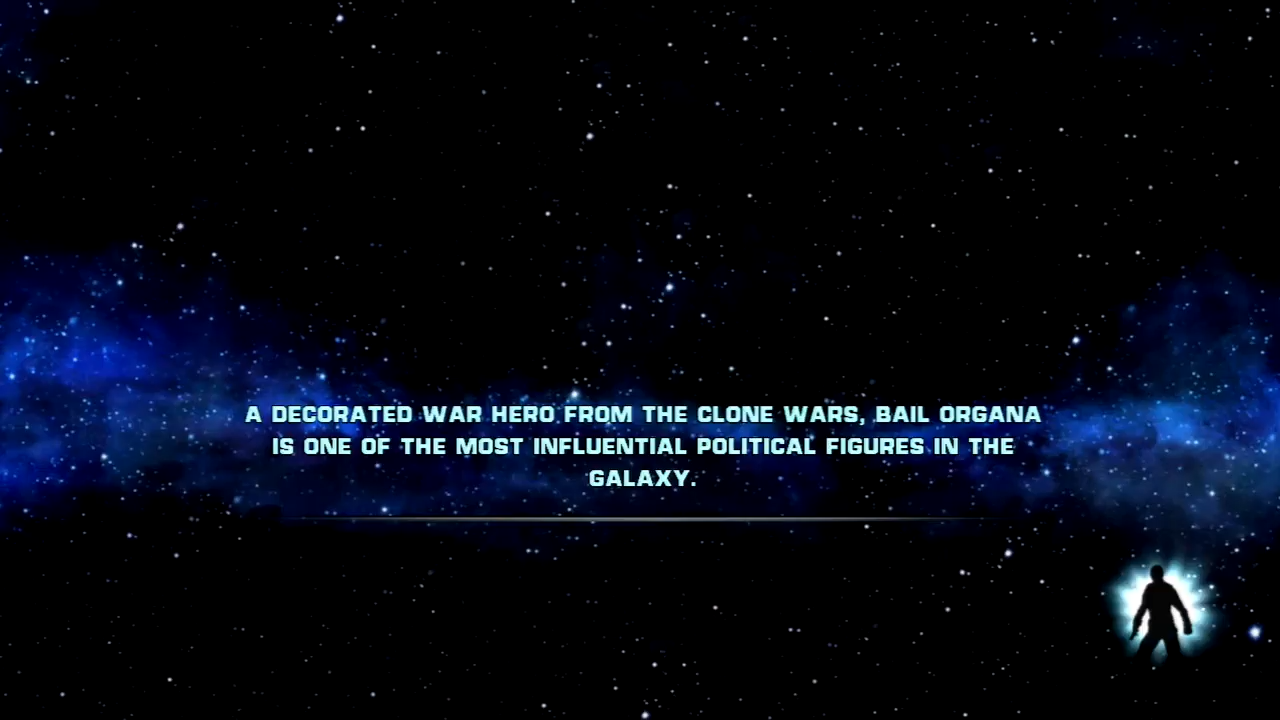 A DECORATED WAR HERO FROM THE CLONE WARS, BAIL ORGANA
IS ONE OF THE MOST INFLUENTIAL POLITICAL FIGURES IN THE
GALAXY.